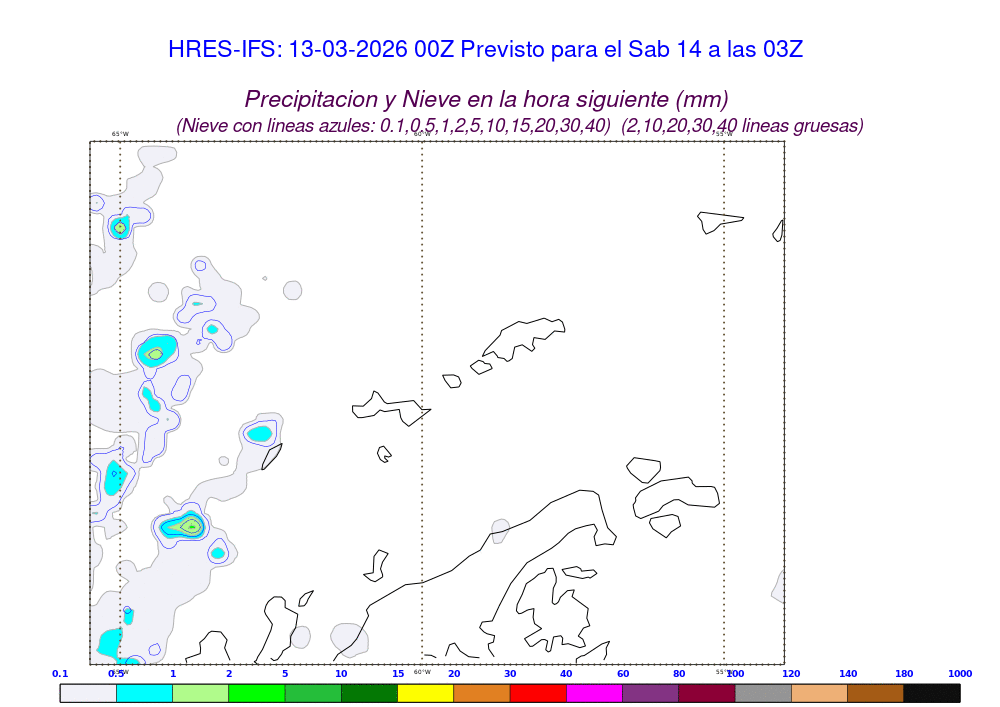 HRES-IFS: 13-03-2026 00Z Previsto para el Sab 14 a las 03Z
Precipitacion y Nieve en la hora siguiente (mm)
(Nieve con lineas azules: 0.1,0.5,1,2,5,10,15,20,30,40)  (2,10,20,30,40 lineas gruesas)
65°W 60°W 55°W
65°W 60°W 55°W
0.1 0.5 1 2 5 10 15 20 30 40 60 80 100 120 140 180 1000